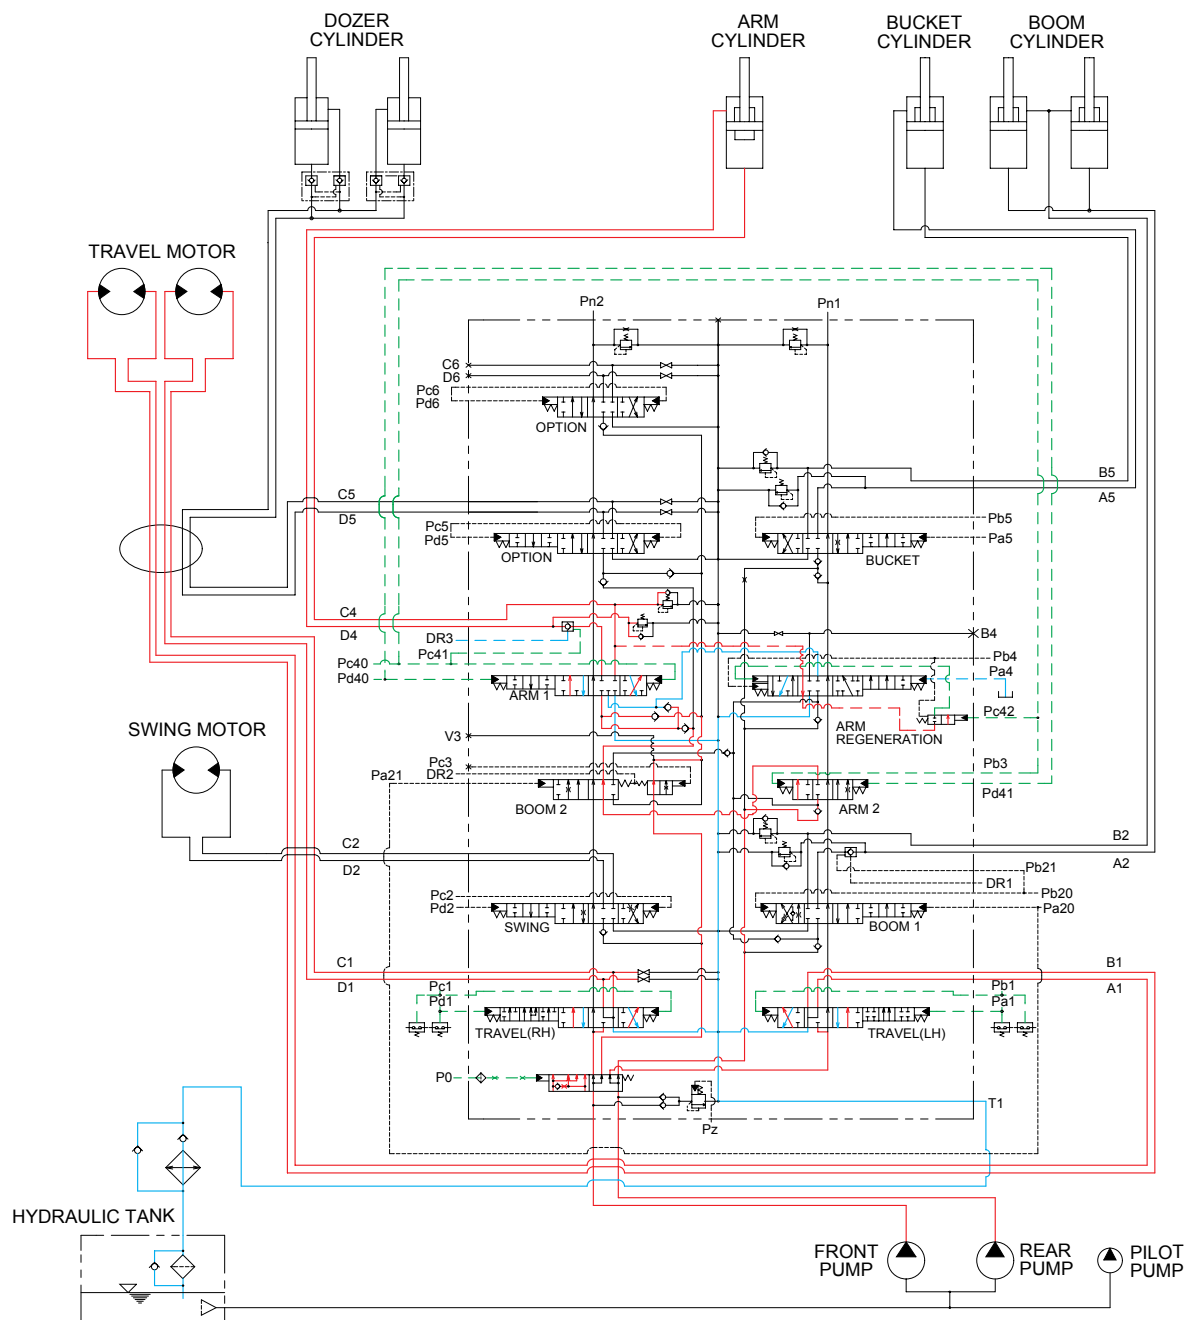 DOZER
CYLINDER
ARM
CYLINDER
BUCKET
CYLINDER
BOOM
CYLINDER
TRAVEL MOTOR
Pn2
Pn1
C6
D6
Pc6
Pd6
OPTION
C5
D5
Pc5
Pd5
OPTION
B5
A5
Pb5
Pa5
BUCKET
C4
D4
DR3
Pc41
Pc40
Pd40
ARM 1
B4
Pb4
Pa4
Pc42
ARM
REGENERATION
SWING MOTOR
V3
Pc3
DR2
Pa21
BOOM 2
Pb3
Pd41
ARM 2
C2
D2
Pc2
Pd2
SWING
B2
A2
Pb21
DR1
Pb20
Pa20
BOOM 1
C1
D1
Pc1
Pd1
TRAVEL(RH)
B1
A1
Pb1
Pa1
TRAVEL(LH)
P0
Pz
T1
HYDRAULIC TANK
FRONT
PUMP
REAR
PUMP
PILOT
PUMP